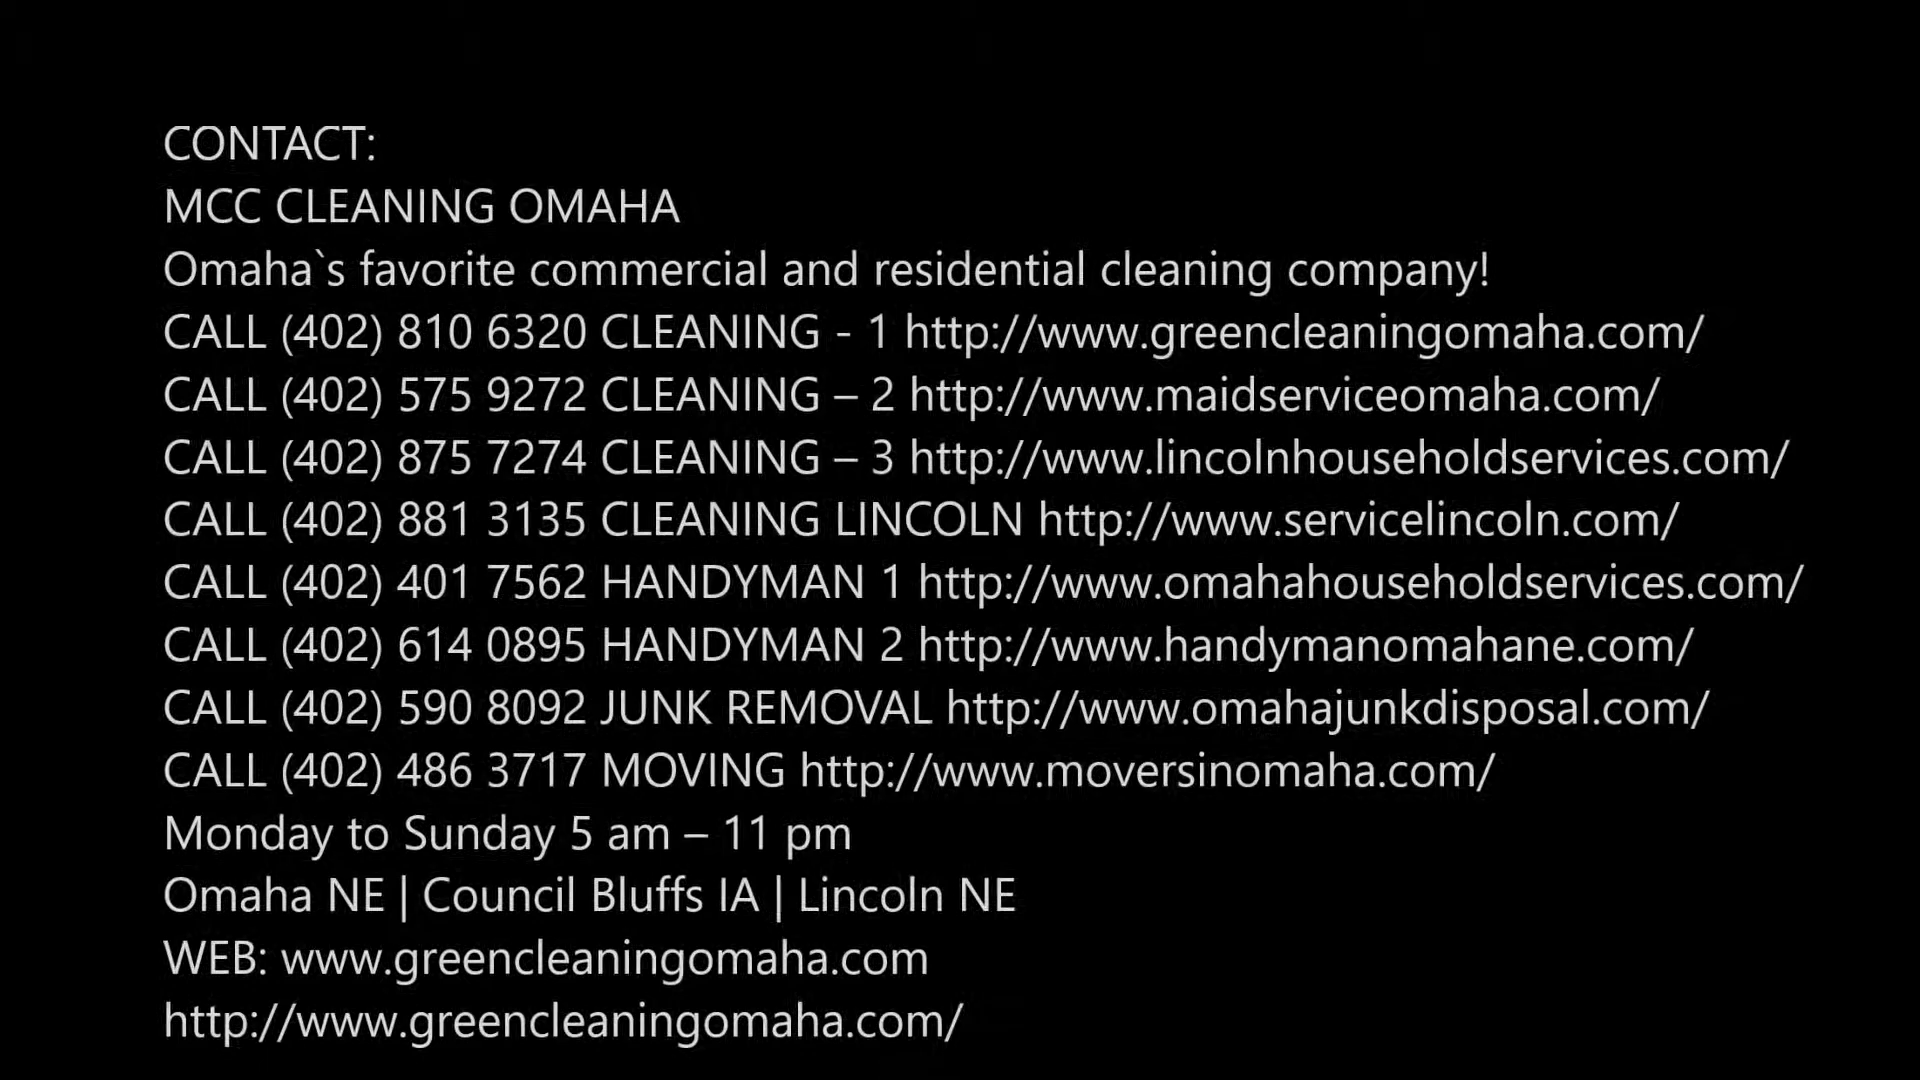 CONTACT:
MCC CLEANING OMAHA
Omaha`s favorite commercial and residential cleaning company!
CALL (402) 810 6320 CLEANING - 1 http://www.greencleaningomaha.com/
CALL (402) 575 9272 CLEANING – 2 http://www.maidserviceomaha.com/
CALL (402) 875 7274 CLEANING – 3 http://www.lincolnhouseholdservices.com/
CALL (402) 881 3135 CLEANING LINCOLN http://www.servicelincoln.com/
CALL (402) 401 7562 HANDYMAN 1 http://www.omahahouseholdservices.com/
CALL (402) 614 0895 HANDYMAN 2 http://www.handymanomahane.com/
CALL (402) 590 8092 JUNK REMOVAL http://www.omahajunkdisposal.com/
CALL (402) 486 3717 MOVING http://www.moversinomaha.com/
Monday to Sunday 5 am – 11 pm
Omaha NE | Council Bluffs IA | Lincoln NE
WEB: www.greencleaningomaha.com
http://www.greencleaningomaha.com/